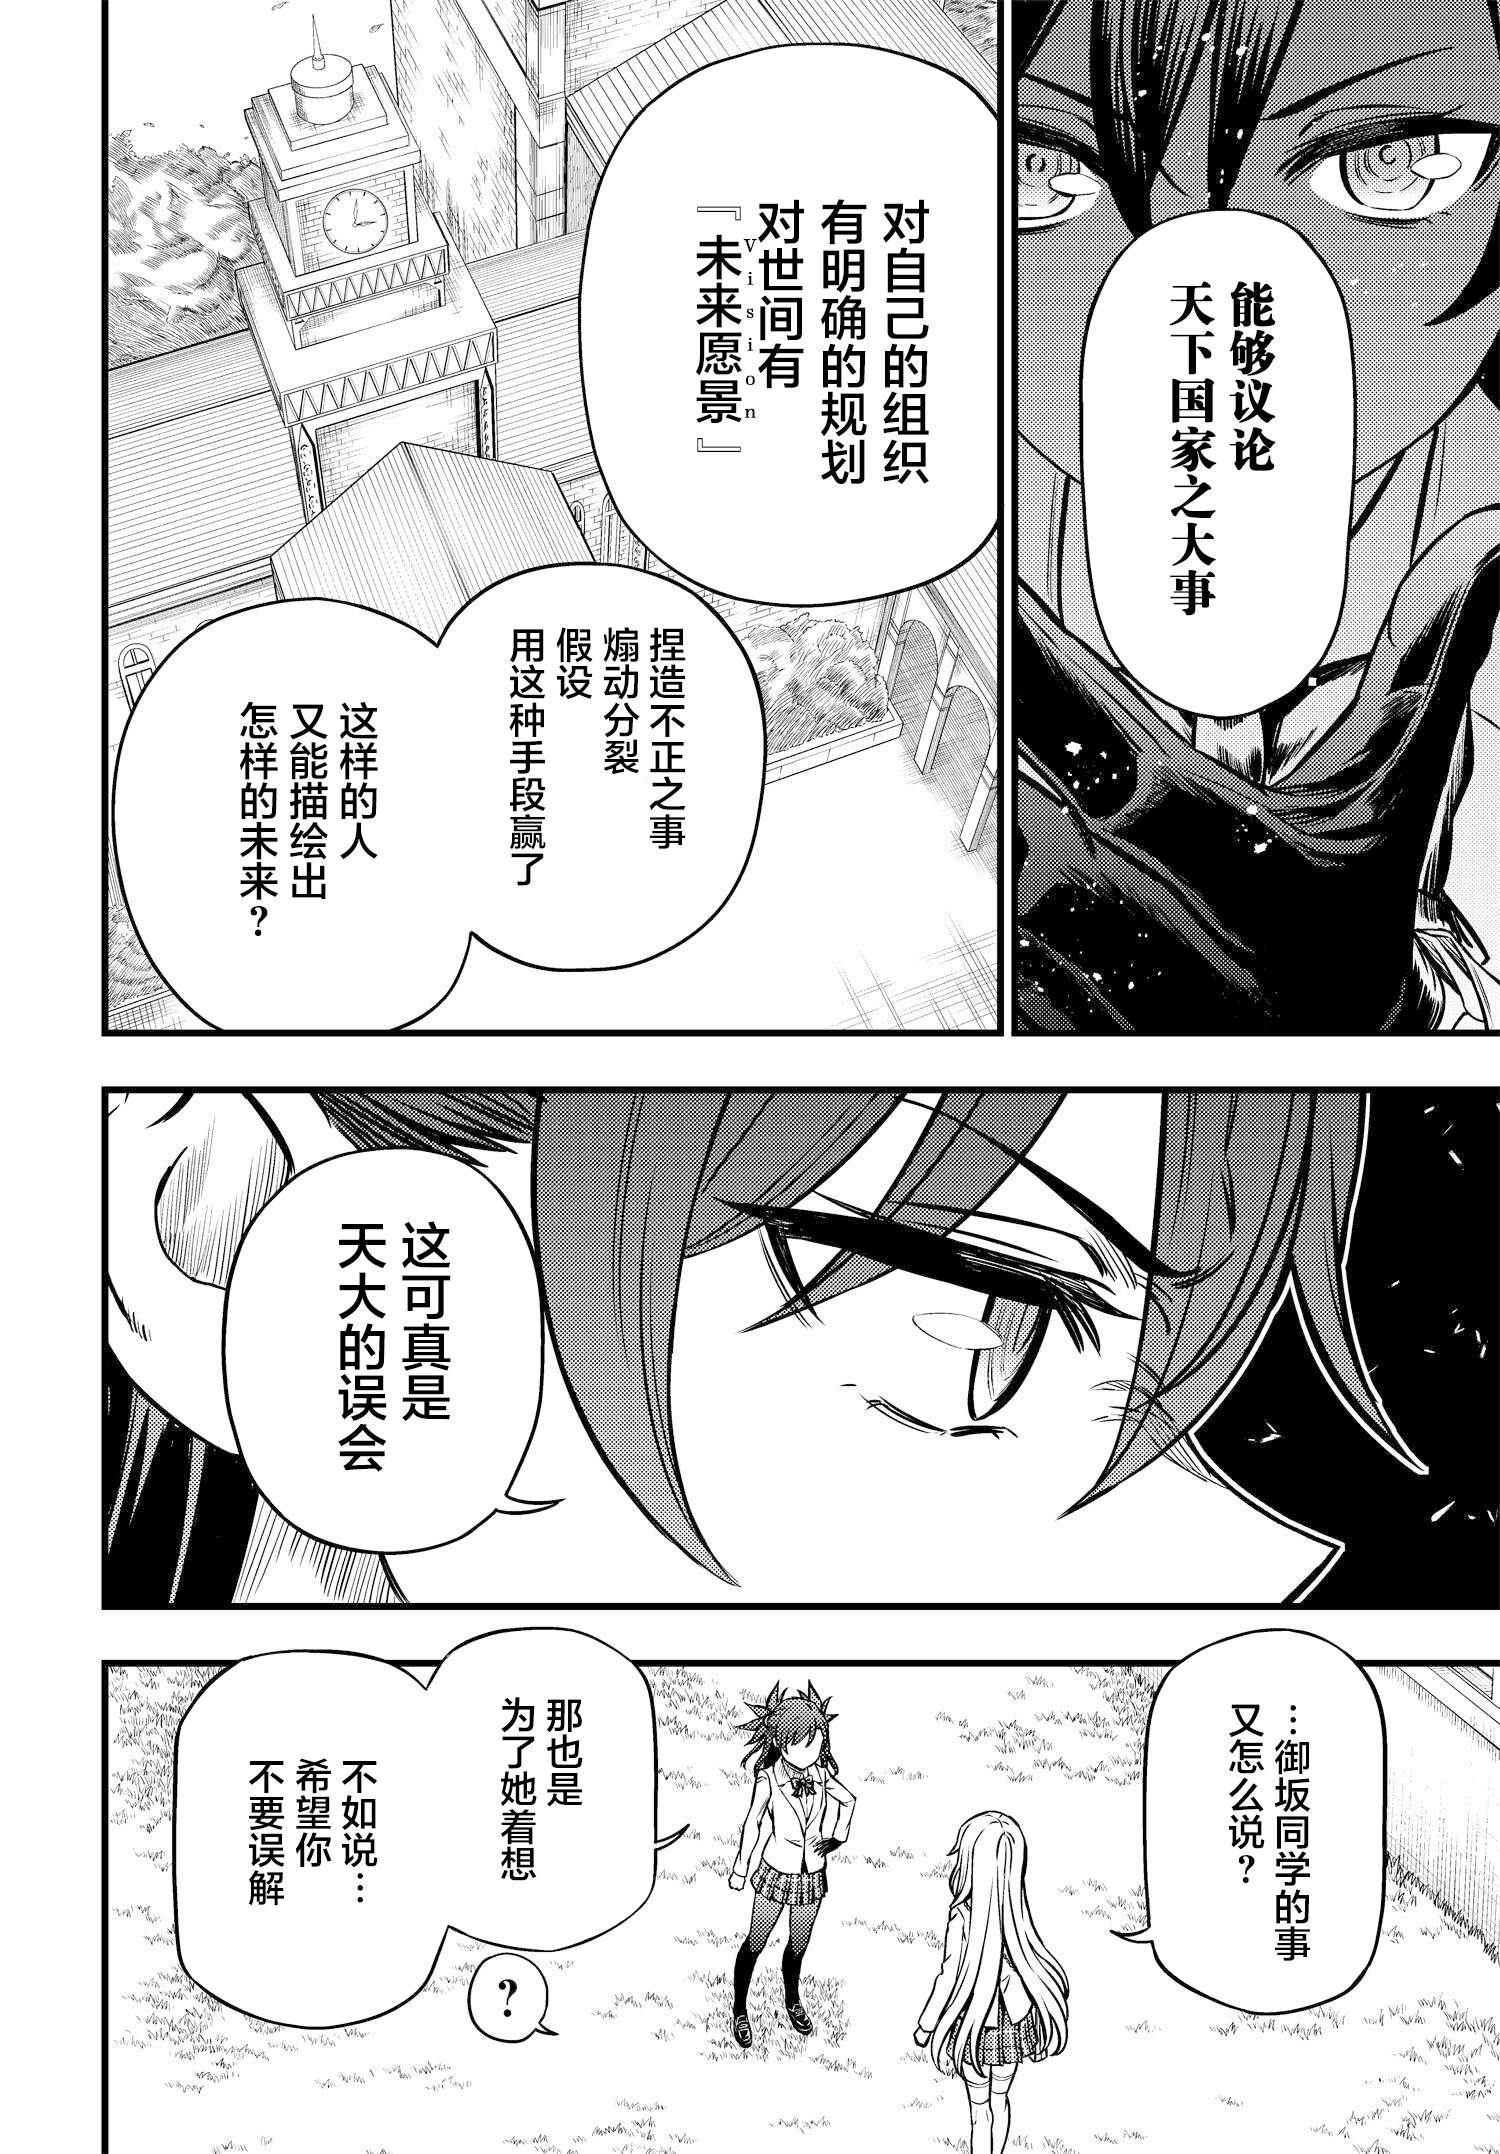 能够议论
天下国家之大事
对自己的组织
有明确的规划
对世间有
『未来愿景』
Vision
捏造不正之事
煽动分裂
假设
用这种手段赢了
这样的人
又能描绘出
怎样的未来?
这可真是
天大的误会
…御坂同学的事
又怎么说?
那也是
为了她着想
?
不如说…
希望你
不要误解